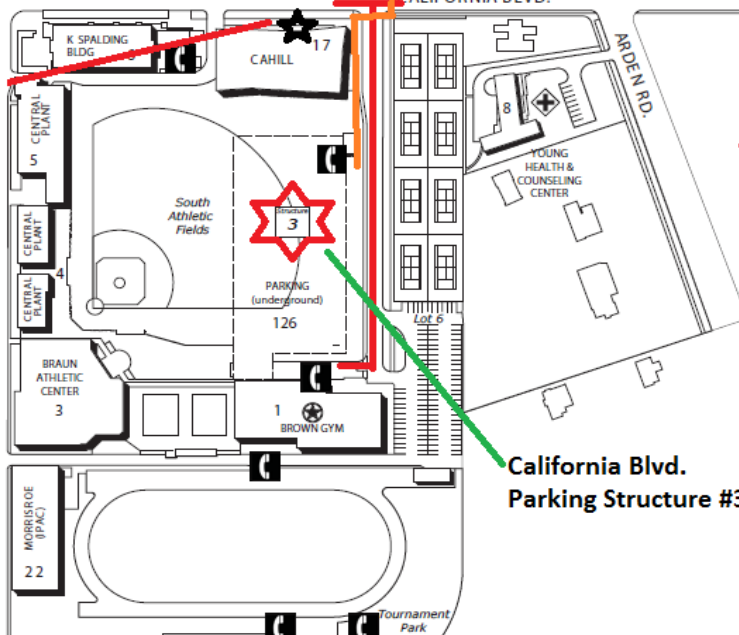 CALIFORNIA BLVD.
K SPALDING
BLDG
17
CAHILL
ARDEN RD.
CENTRAL
PLANT
5
8
YOUNG
HEALTH &
COUNSELING
CENTER
South
Athletic
Fields
Structure
3
CENTRAL
PLANT
4
CENTRAL
PLANT
PARKING
(underground)
126
Lot 6
BRAUN
ATHLETIC
CENTER
3
1
BROWN GYM
California Blvd.
Parking Structure #3
MORRISROE
(IPAC)
22
Tournament
Park